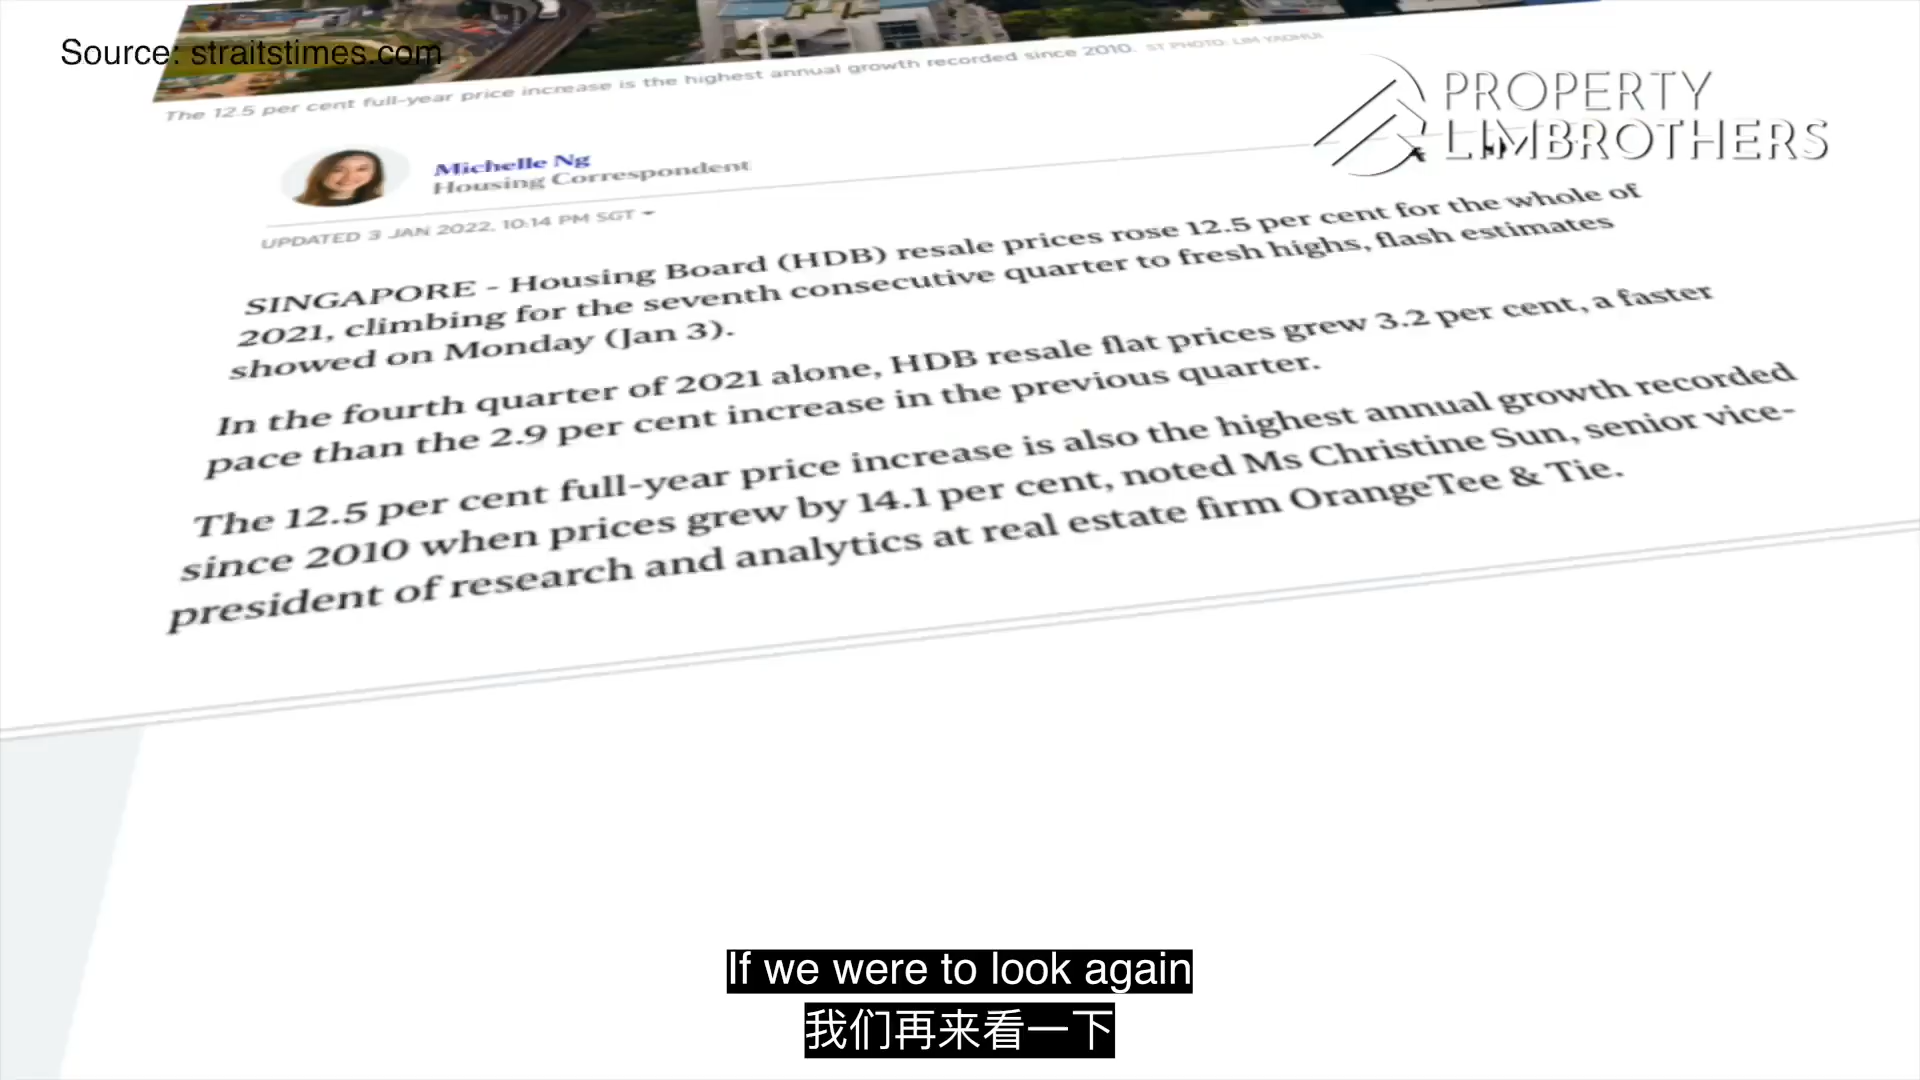 Source: straitstimes.com
The 12.5 per cent full-year price increase is the highest annual growth recorded since 2010. ST PHOTO: LIM YAOHUI
PROPERTY
LIMBROTHERS
Michelle Ng
Housing Correspondent
UPDATED 3 JAN 2022, 10:14 PM SGT
SINGAPORE - Housing Board (HDB) resale prices rose 12.5 per cent for the whole of
2021, climbing for the seventh consecutive quarter to fresh highs, flash estimates
showed on Monday (Jan 3).
In the fourth quarter of 2021 alone, HDB resale flat prices grew 3.2 per cent, a faster
pace than the 2.9 per cent increase in the previous quarter.
The 12.5 per cent full-year price increase is also the highest annual growth recorded
since 2010 when prices grew by 14.1 per cent, noted Ms Christine Sun, senior vice-
president of research and analytics at real estate firm OrangeTee & Tie.
If we were to look again
我们再来看一下